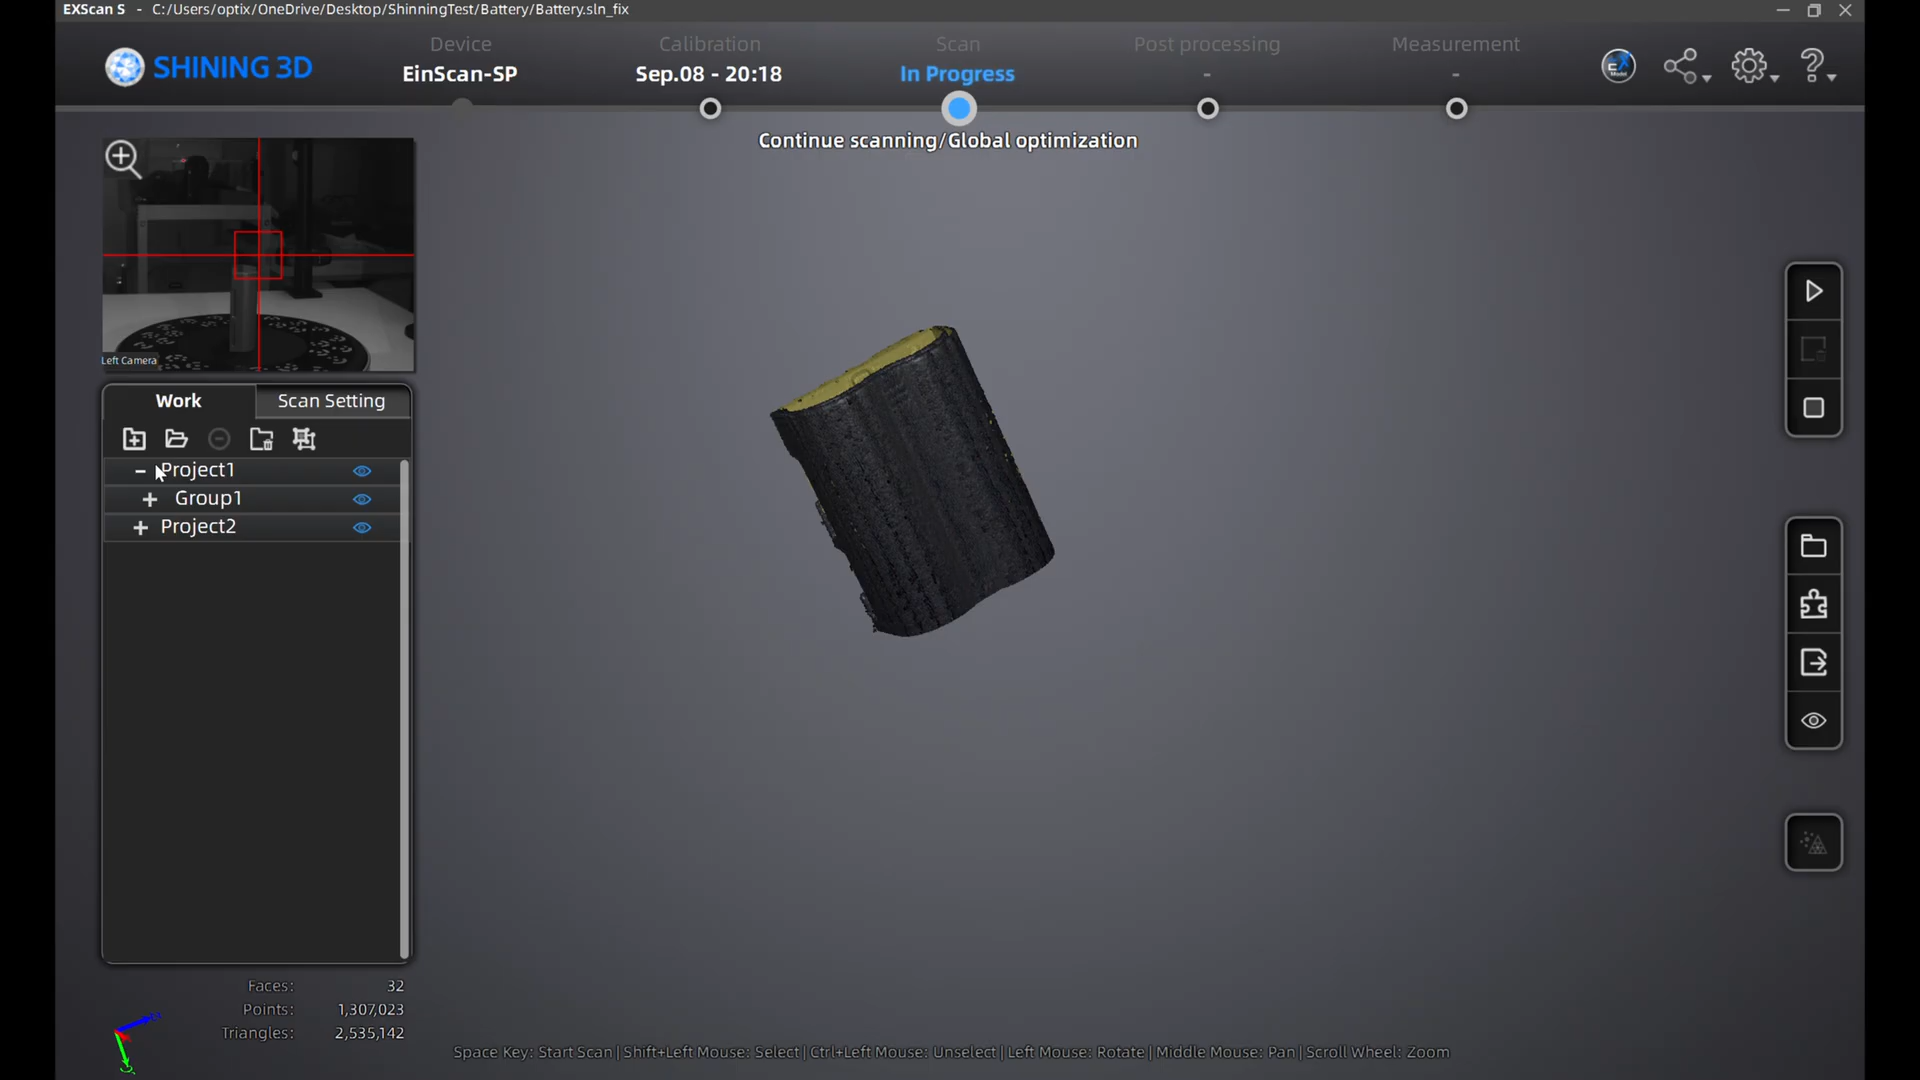 EXScan S - C:/Users/optix/OneDrive/Desktop/ShinningTest/Battery/Battery.sln_fix
SHINING 3D
Device
EinScan-SP
Calibration
Sep.08 - 20:18
Scan
In Progress
Post processing
-
Measurement
-
Continue scanning/Global optimization
Left Camera
Work
Scan Setting
Project1
Group1
Project2
Faces: 32
Points: 1,307,023
Triangles: 2,535,142
Space Key: Start Scan | Shift+Left Mouse: Select | Ctrl+Left Mouse: Unselect | Left Mouse: Rotate | Middle Mouse: Pan | Scroll Wheel: Zoom